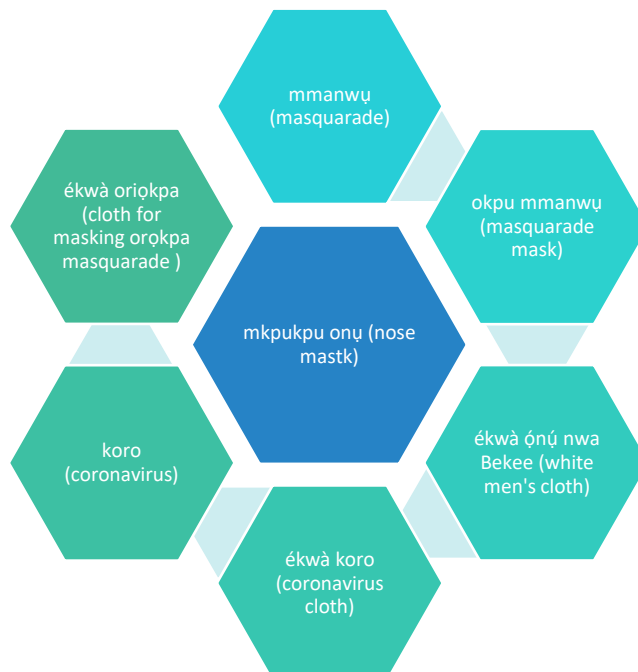 mmanwụ
(masquarade)
ékwà oriọkpa
(cloth for
masking orọkpa
masquarade )
okpu mmanwụ
(masquarade
mask)
mkpukpu onụ (nose
mastk)
koro
(coronavirus)
ékwà ọ́nụ́ nwa
Bekee (white
men's cloth)
ékwà koro
(coronavirus
cloth)